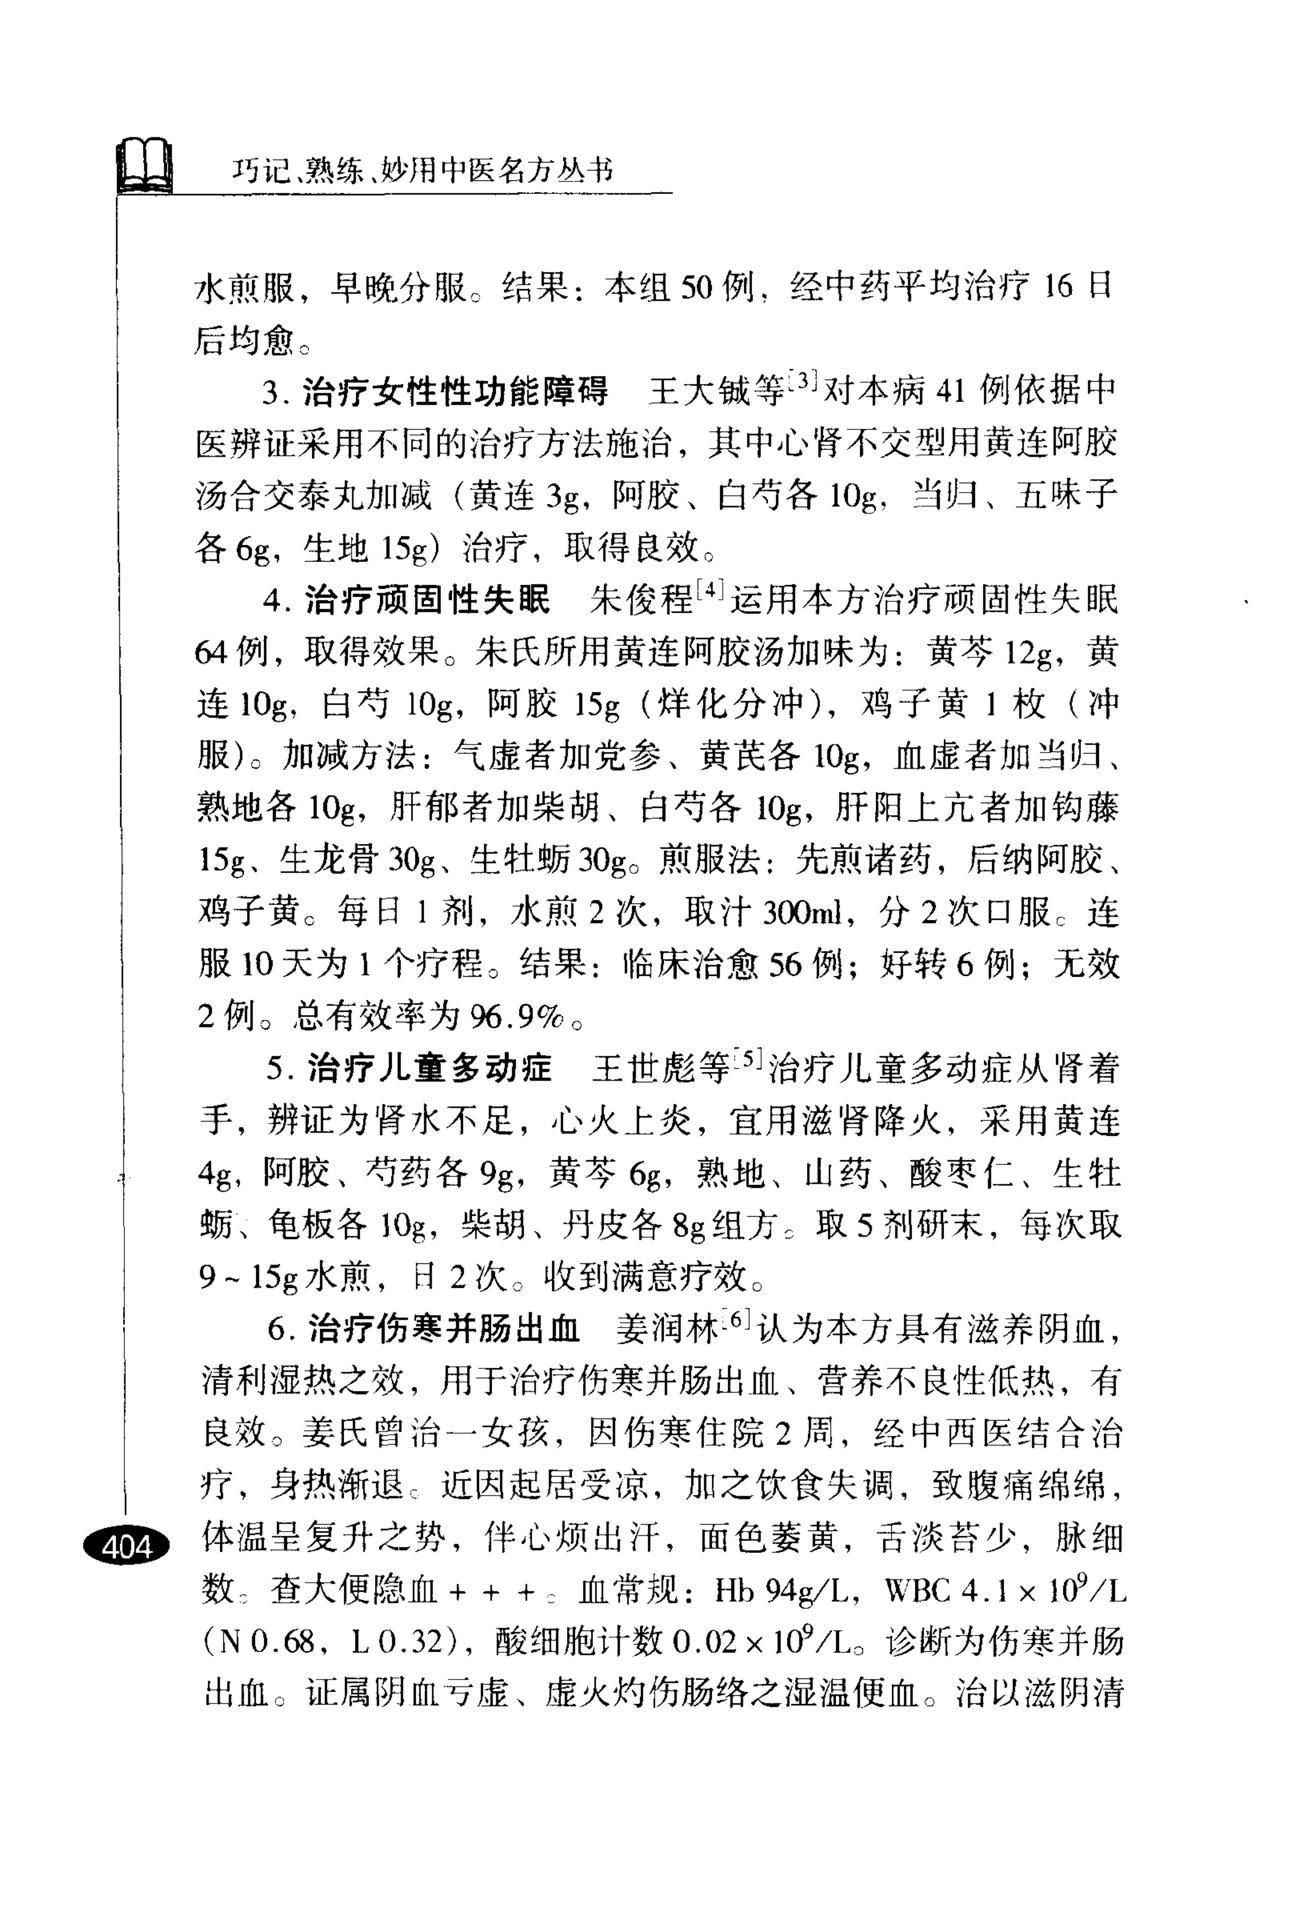 巧记、熟练、妙用中医名方丛书
水煎服，早晚分服。结果：本组 50 例，经中药平均治疗 16 日
后均愈。
3. 治疗女性性功能障碍　王大铖等[3]对本病 41 例依据中
医辨证采用不同的治疗方法施治，其中心肾不交型用黄连阿胶
汤合交泰丸加减（黄连 3g，阿胶、白芍各 10g，当归、五味子
各 6g，生地 15g）治疗，取得良效。
4. 治疗顽固性失眠　朱俊程[4]运用本方治疗顽固性失眠
64 例，取得效果。朱氏所用黄连阿胶汤加味为：黄芩 12g，黄
连 10g，白芍 10g，阿胶 15g（烊化分冲），鸡子黄 1 枚（冲
服）。加减方法：气虚者加党参、黄芪各 10g，血虚者加当归、
熟地各 10g，肝郁者加柴胡、白芍各 10g，肝阳上亢者加钩藤
15g、生龙骨 30g、生牡蛎 30g。煎服法：先煎诸药，后纳阿胶、
鸡子黄。每日 1 剂，水煎 2 次，取汁 300ml，分 2 次口服。连
服 10 天为 1 个疗程。结果：临床治愈 56 例；好转 6 例；无效
2 例。总有效率为 96.9%。
5. 治疗儿童多动症　王世彪等[5]治疗儿童多动症从肾着
手，辨证为肾水不足，心火上炎，宜用滋肾降火，采用黄连
4g，阿胶、芍药各 9g，黄芩 6g，熟地、山药、酸枣仁、生牡
蛎、龟板各 10g，柴胡、丹皮各 8g 组方。取 5 剂研末，每次取
9~15g 水煎，日 2 次。收到满意疗效。
6. 治疗伤寒并肠出血　姜润林[6]认为本方具有滋养阴血，
清利湿热之效，用于治疗伤寒并肠出血、营养不良性低热，有
良效。姜氏曾治一女孩，因伤寒住院 2 周，经中西医结合治
疗，身热渐退。近因起居受凉，加之饮食失调，致腹痛绵绵，
体温呈复升之势，伴心烦出汗，面色萎黄，舌淡苔少，脉细
数。查大便隐血 + + +。血常规：Hb 94g/L，WBC 4.1×10⁹/L
（N 0.68，L 0.32），酸细胞计数 0.02×10⁹/L。诊断为伤寒并肠
出血。证属阴血亏虚、虚火灼伤肠络之湿温便血。治以滋阴清
404